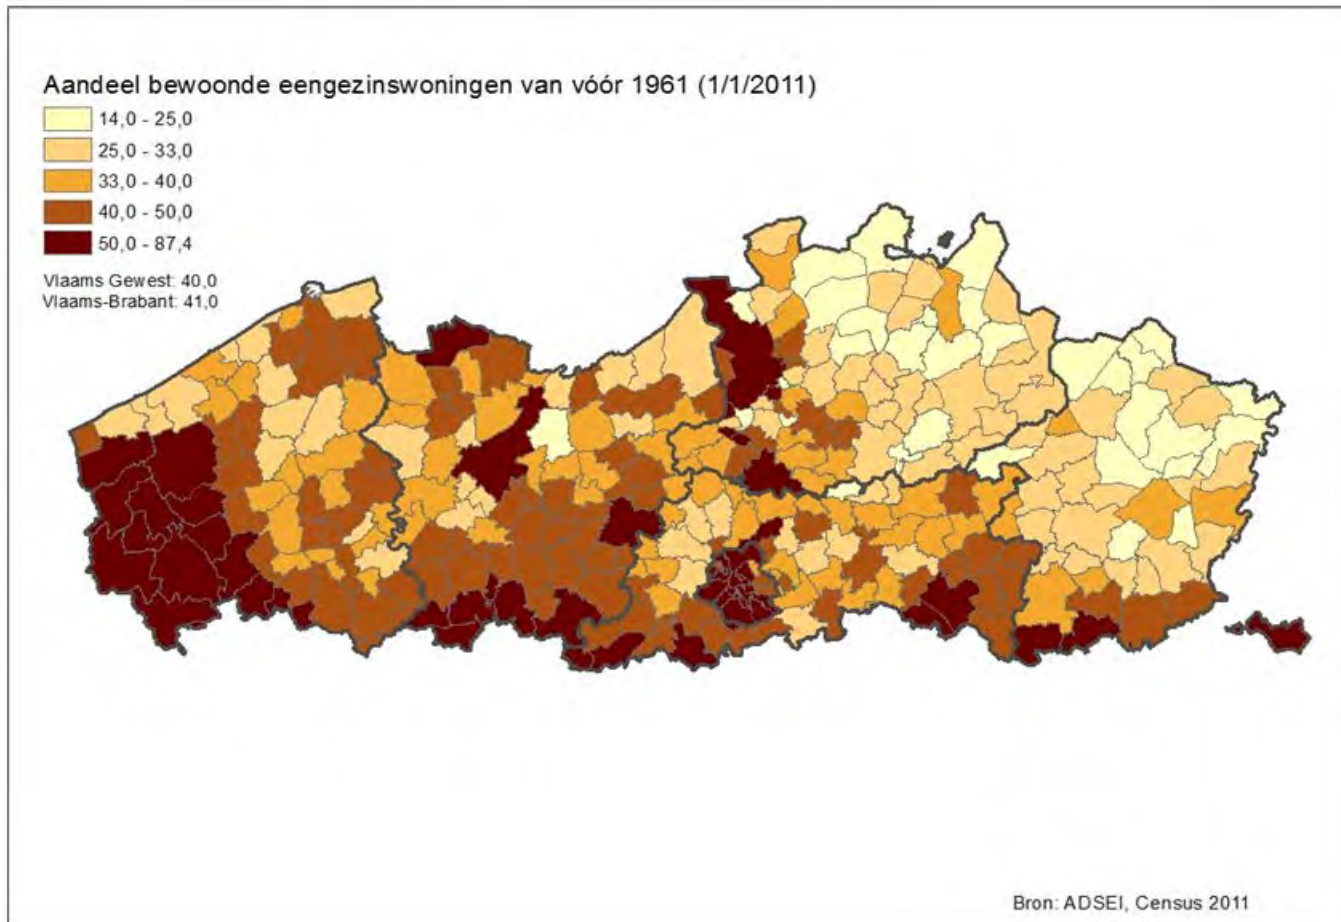 Aandeel bewoonde eengezinswoningen van vóór 1961 (1/1/2011)
14,0 - 25,0
25,0 - 33,0
33,0 - 40,0
40,0 - 50,0
50,0 - 87,4
Vlaams Gewest: 40,0
Vlaams-Brabant: 41,0
Bron: ADSEI, Census 2011